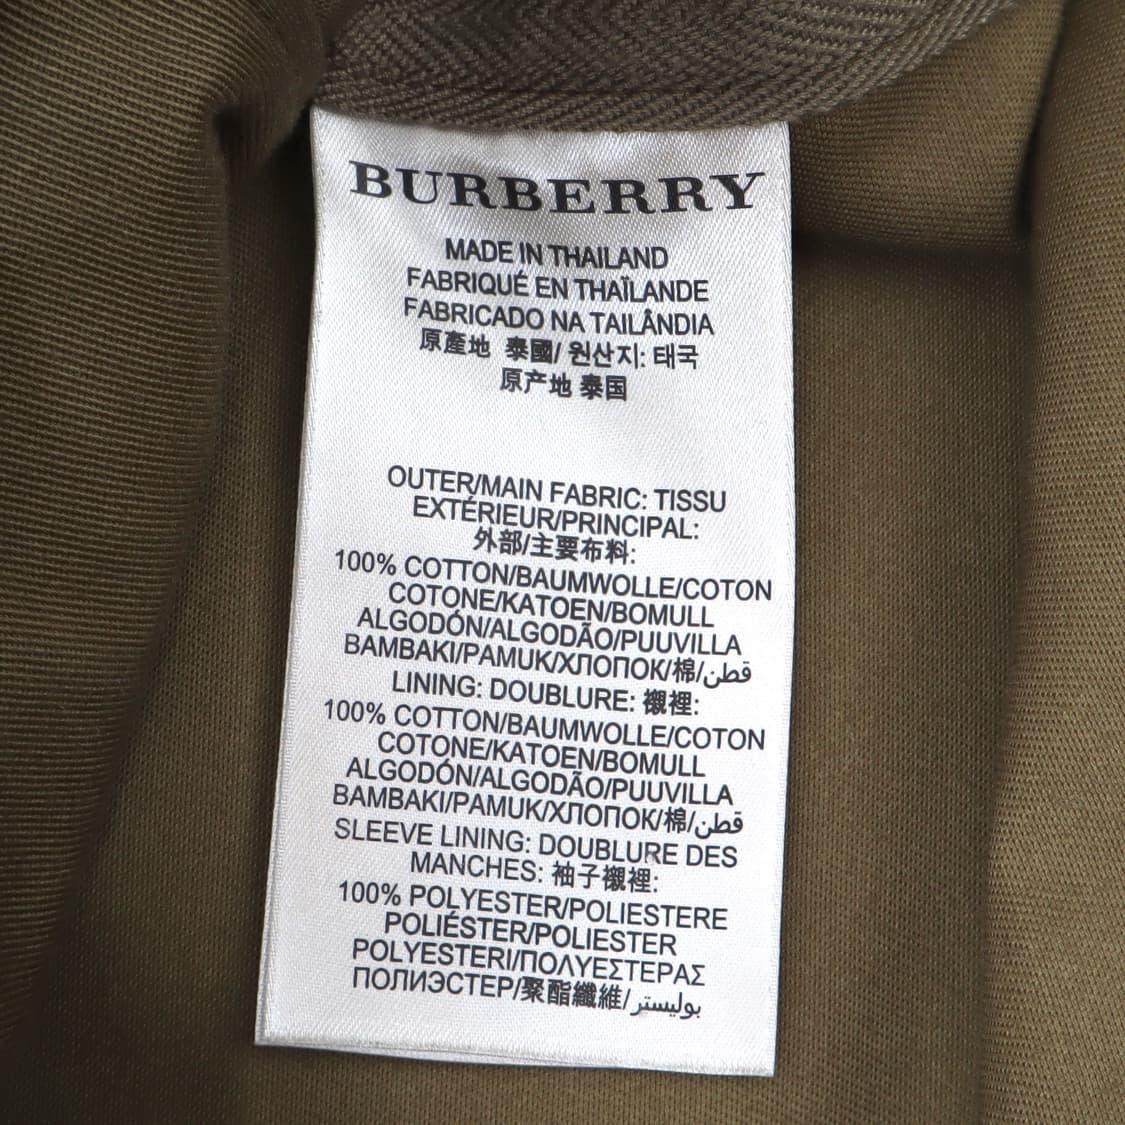 BURBERRY
MADE IN THAILAND
FABRIQUÉ EN THAÏLANDE
FABRICADO NA TAILÂNDIA
原產地 泰國/ 원산지: 태국
原产地 泰国
OUTER/MAIN FABRIC: TISSU
EXTÉRIEUR/PRINCIPAL:
外部/主要布料:
100% COTTON/BAUMWOLLE/COTON
COTONE/KATOEN/BOMULL
ALGODÓN/ALGODÃO/PUUVILLA
BAMBAKI/PAMUK/ХЛОПОК/棉/قطن
LINING: DOUBLURE: 襯裡:
100% COTTON/BAUMWOLLE/COTON
COTONE/KATOEN/BOMULL
ALGODÓN/ALGODÃO/PUUVILLA
BAMBAKI/PAMUK/ХЛОПОК/棉/قطن
SLEEVE LINING: DOUBLURE DES
MANCHES: 袖子襯裡:
100% POLYESTER/POLIESTERE
POLIÉSTER/POLIESTER
POLYESTERI/ΠΟΛΥΕΣΤΕΡΑΣ
ПОЛИЭСТЕР/聚酯纖維/بوليستر